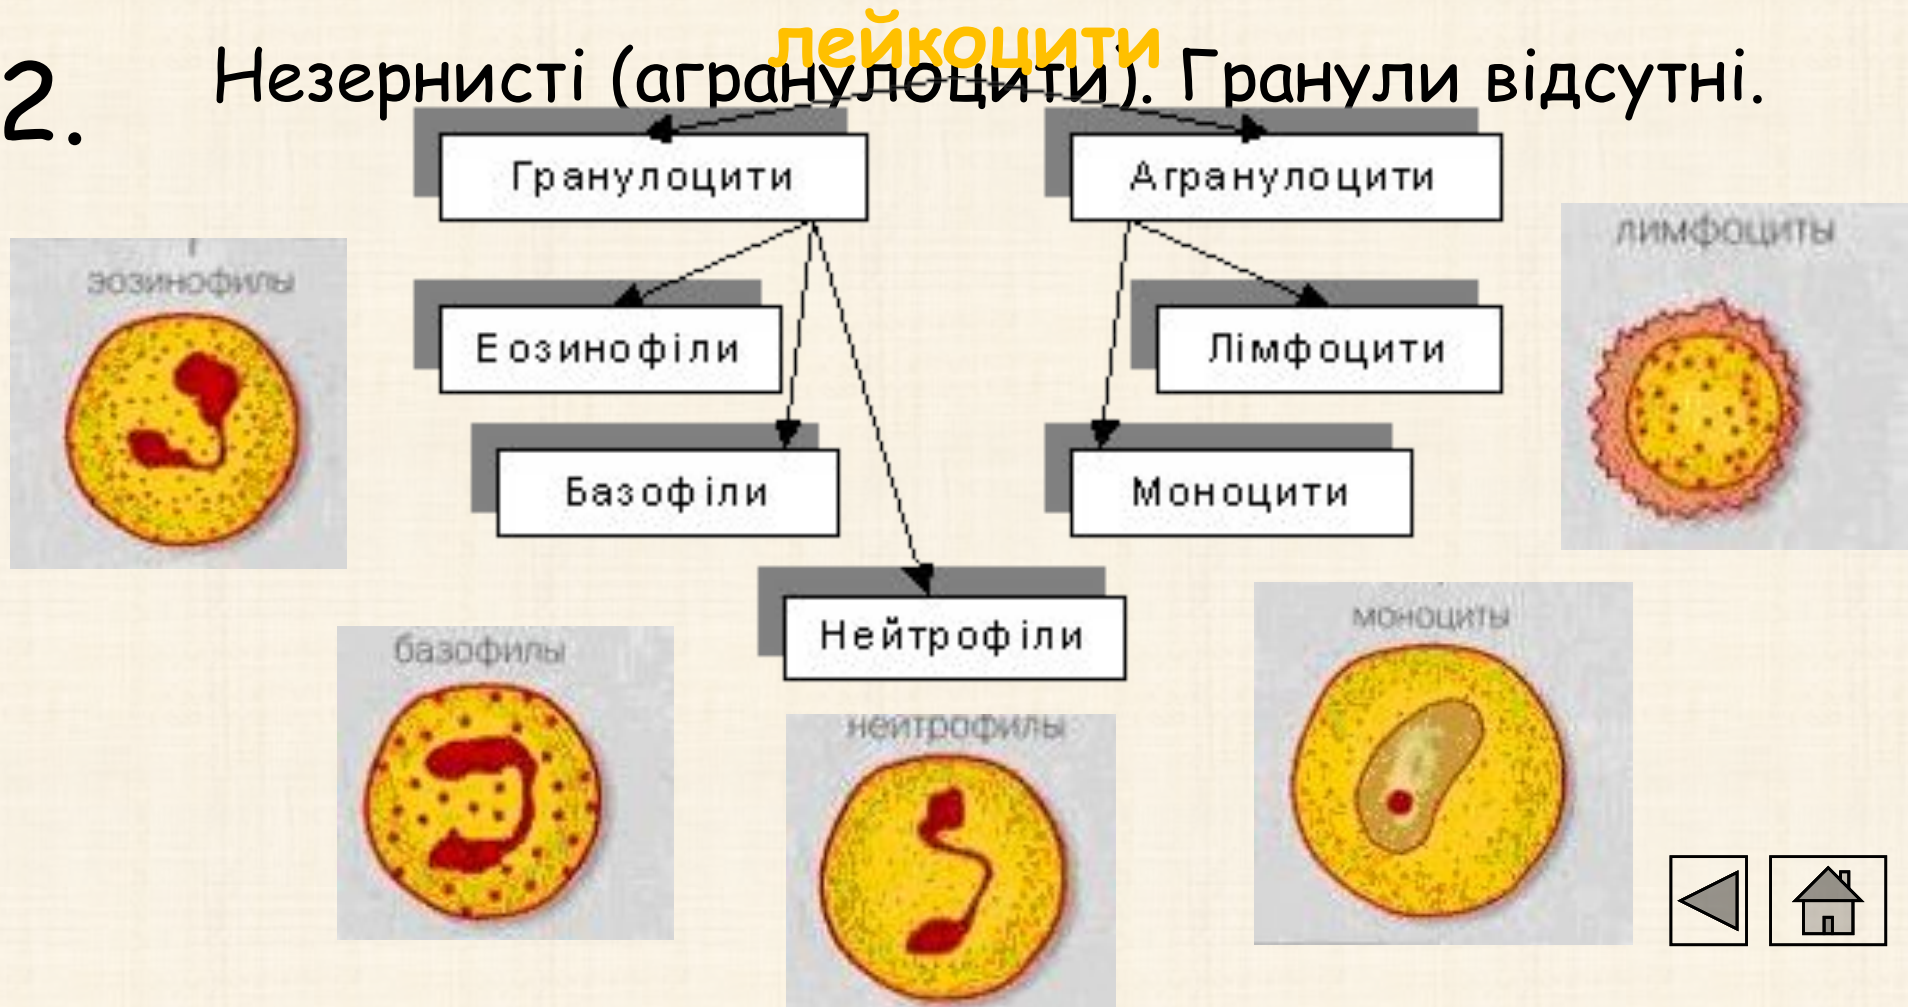 лейкоцити
2. Незернисті (агранулоцити). Гранули відсутні.
Гранулоцити
Агранулоцити
лимфоциты
эозинофилы
Еозинофіли
Лімфоцити
Базофіли
Моноцити
Нейтрофіли
моноциты
базофилы
нейтрофилы